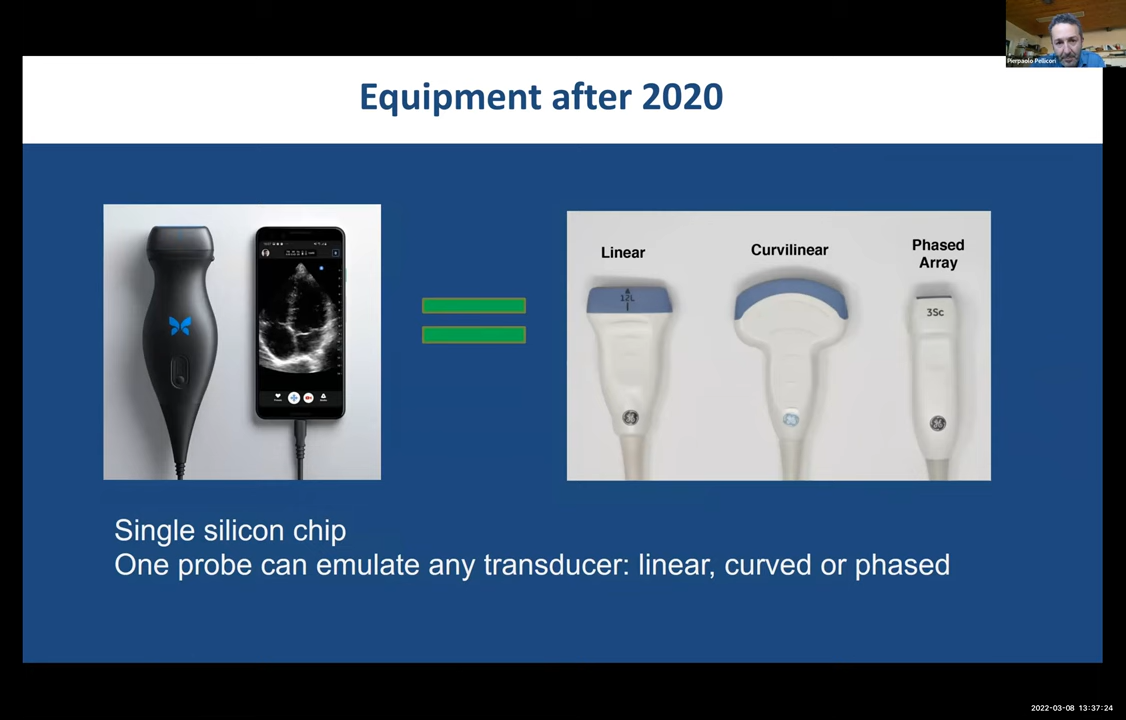 Pierpaolo Pellicori
Equipment after 2020
Linear
Curvilinear
Phased
Array
12L
3Sc
Single silicon chip
One probe can emulate any transducer: linear, curved or phased
2022-03-08 13:37:24